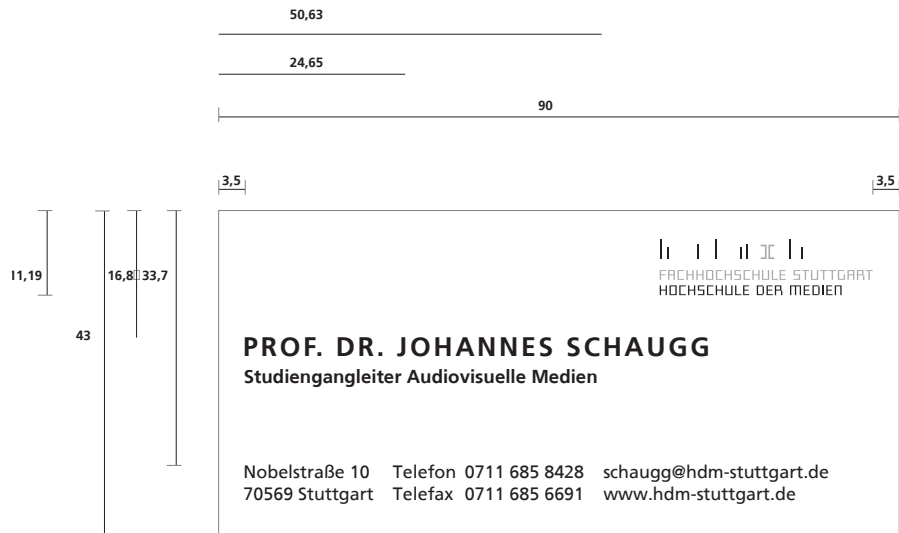 50,63
24,65
90
3,5
3,5
11,19
16,8
33,7
43
FACHHOCHSCHULE STUTTGART
HOCHSCHULE DER MEDIEN
PROF. DR. JOHANNES SCHAUGG
Studiengangleiter Audiovisuelle Medien
Nobelstraße 10 Telefon 0711 685 8428 schaugg@hdm-stuttgart.de
70569 Stuttgart Telefax 0711 685 6691 www.hdm-stuttgart.de